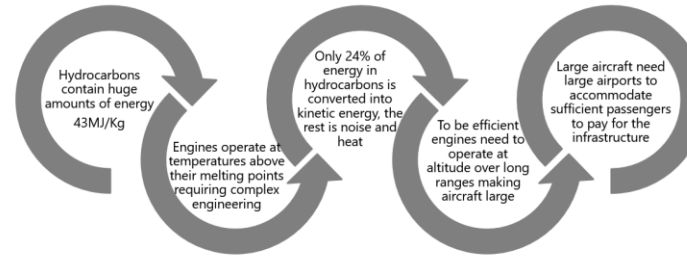 Hydrocarbons
contain huge
amounts of energy
43MJ/Kg
Engines operate at
temperatures above
their melting points
requiring complex
engineering
Only 24% of
energy in
hydrocarbons is
converted into
kinetic energy, the
rest is noise and
heat
To be efficient
engines need to
operate at
altitude over long
ranges making
aircraft large
Large aircraft need
large airports to
accommodate
sufficient passengers
to pay for the
infrastructure